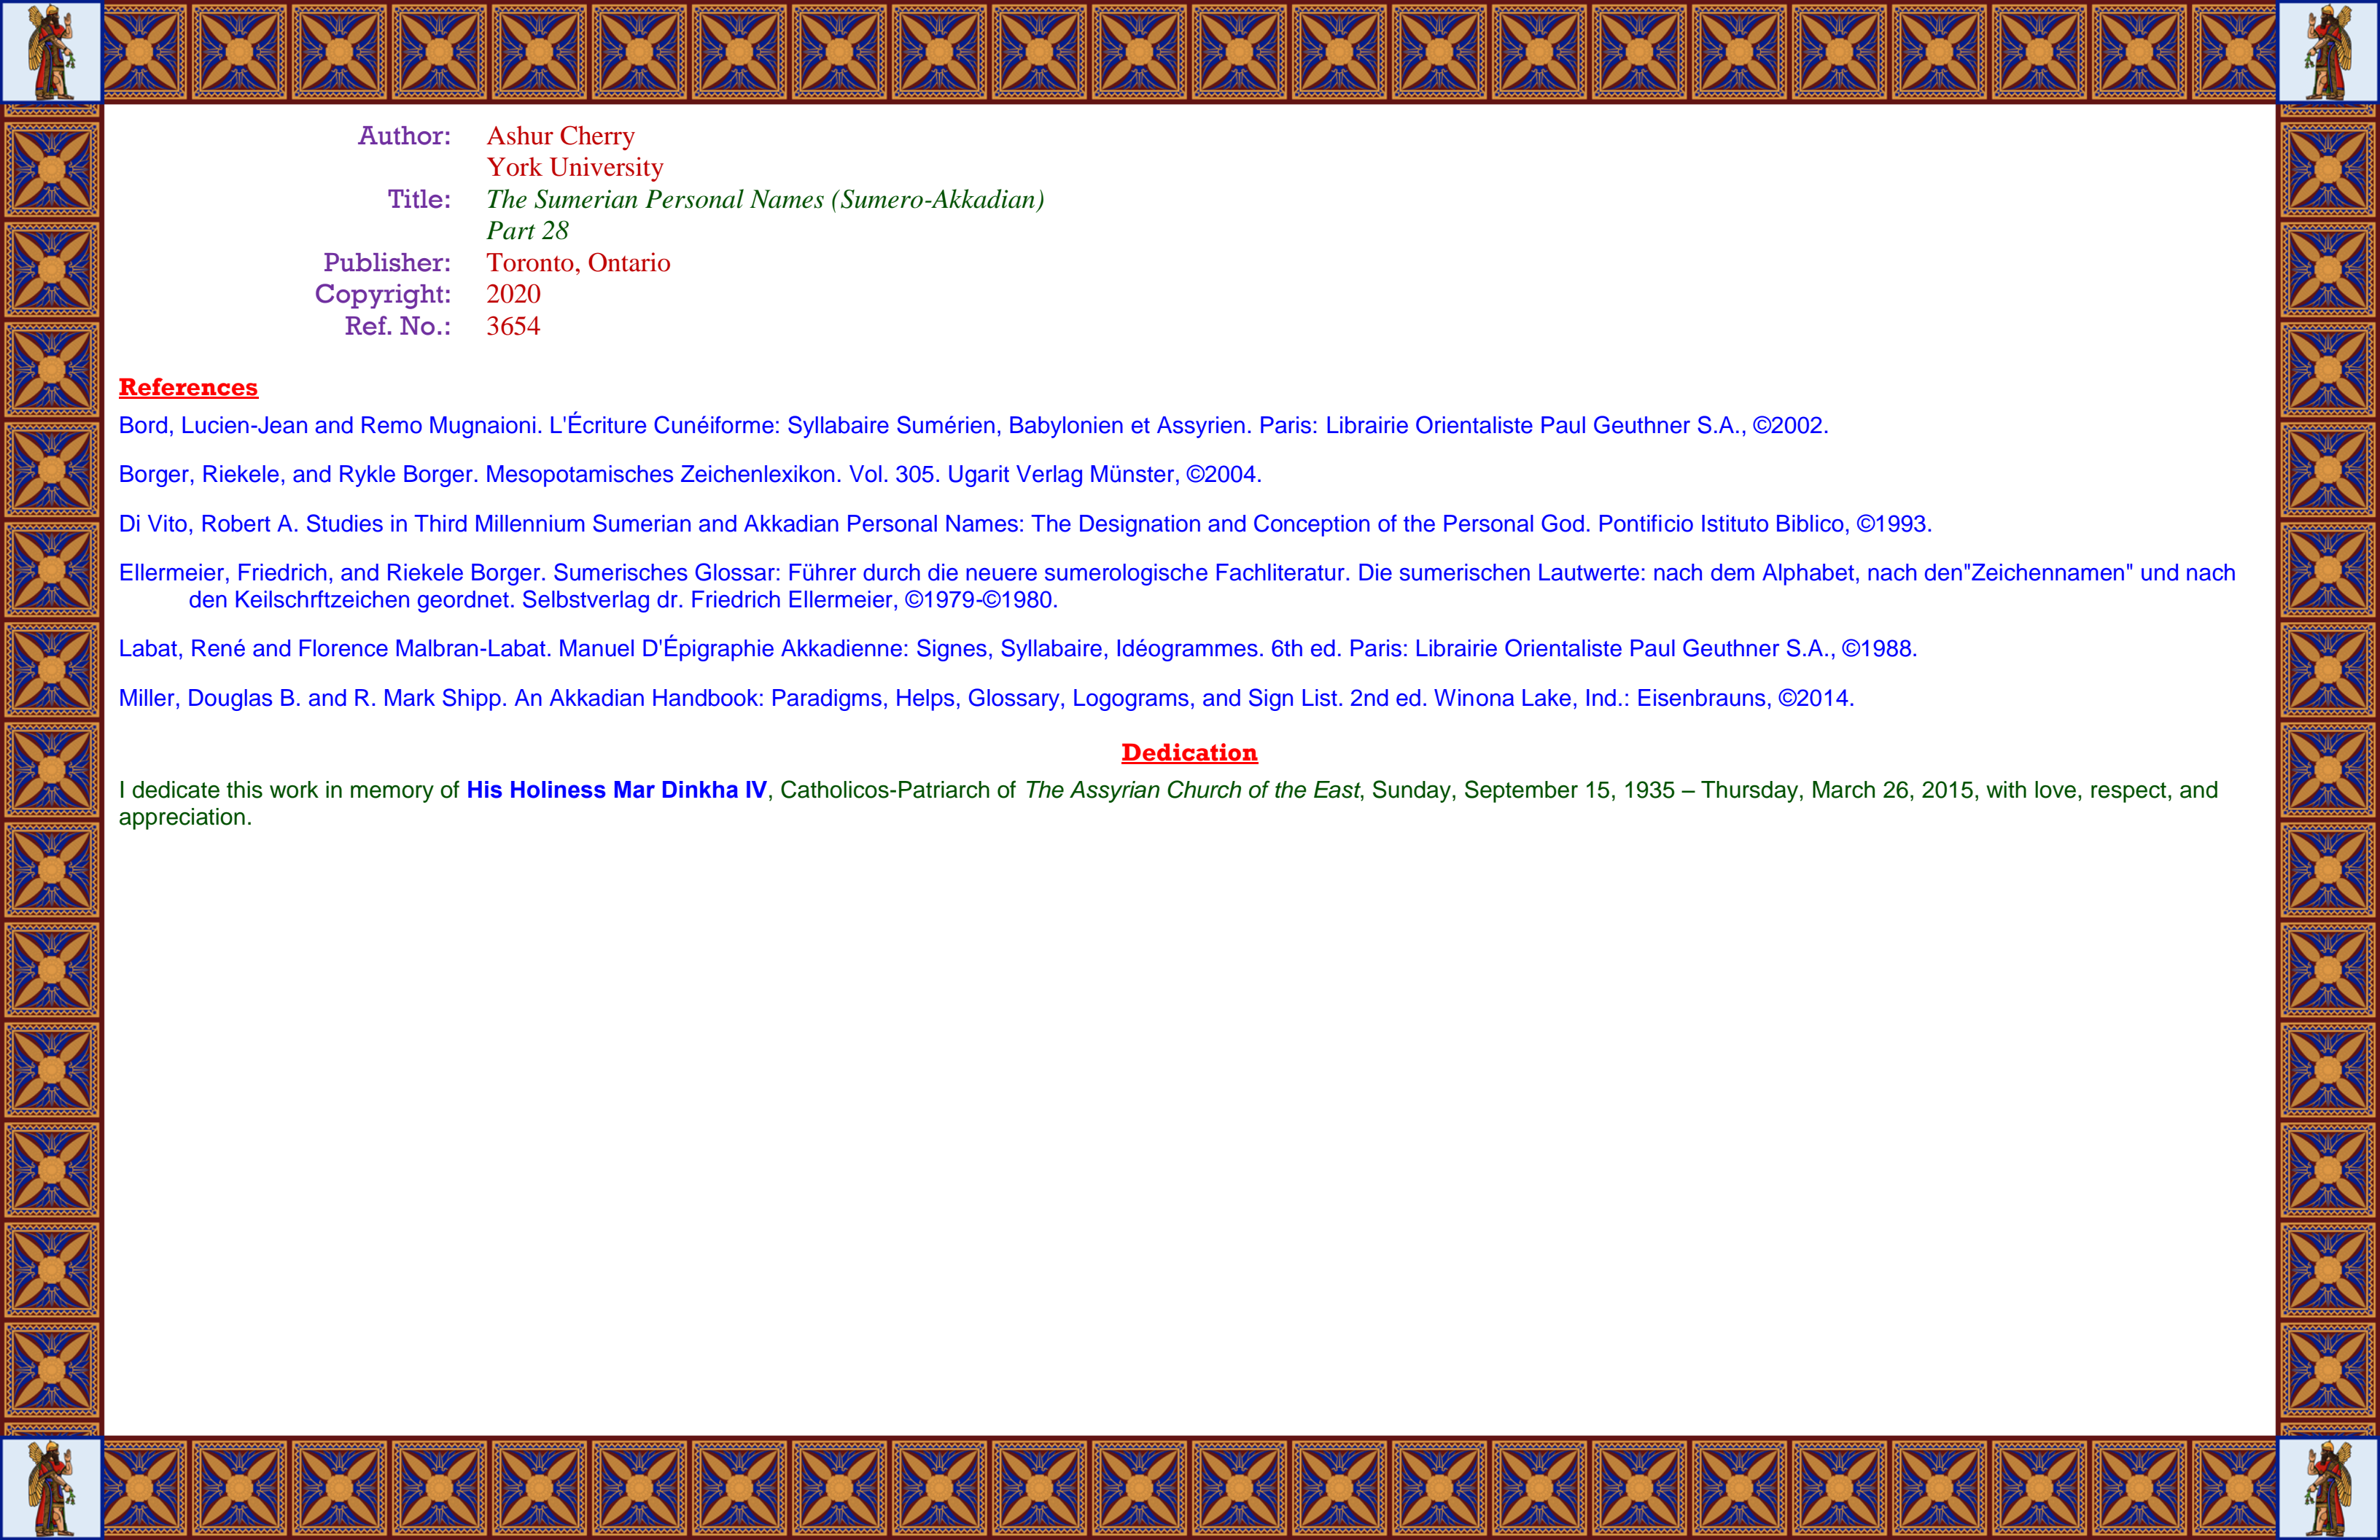 Author: Ashur Cherry
York University
Title: The Sumerian Personal Names (Sumero-Akkadian)
Part 28
Publisher: Toronto, Ontario
Copyright: 2020
Ref. No.: 3654
References
Bord, Lucien-Jean and Remo Mugnaioni. L'Écriture Cunéiforme: Syllabaire Sumérien, Babylonien et Assyrien. Paris: Librairie Orientaliste Paul Geuthner S.A., ©2002.
Borger, Riekele, and Rykle Borger. Mesopotamisches Zeichenlexikon. Vol. 305. Ugarit Verlag Münster, ©2004.
Di Vito, Robert A. Studies in Third Millennium Sumerian and Akkadian Personal Names: The Designation and Conception of the Personal God. Pontificio Istituto Biblico, ©1993.
Ellermeier, Friedrich, and Riekele Borger. Sumerisches Glossar: Führer durch die neuere sumerologische Fachliteratur. Die sumerischen Lautwerte: nach dem Alphabet, nach den"Zeichennamen" und nach
den Keilschrftzeichen geordnet. Selbstverlag dr. Friedrich Ellermeier, ©1979-©1980.
Labat, René and Florence Malbran-Labat. Manuel D'Épigraphie Akkadienne: Signes, Syllabaire, Idéogrammes. 6th ed. Paris: Librairie Orientaliste Paul Geuthner S.A., ©1988.
Miller, Douglas B. and R. Mark Shipp. An Akkadian Handbook: Paradigms, Helps, Glossary, Logograms, and Sign List. 2nd ed. Winona Lake, Ind.: Eisenbrauns, ©2014.
Dedication
I dedicate this work in memory of His Holiness Mar Dinkha IV, Catholicos-Patriarch of The Assyrian Church of the East, Sunday, September 15, 1935 – Thursday, March 26, 2015, with love, respect, and
appreciation.